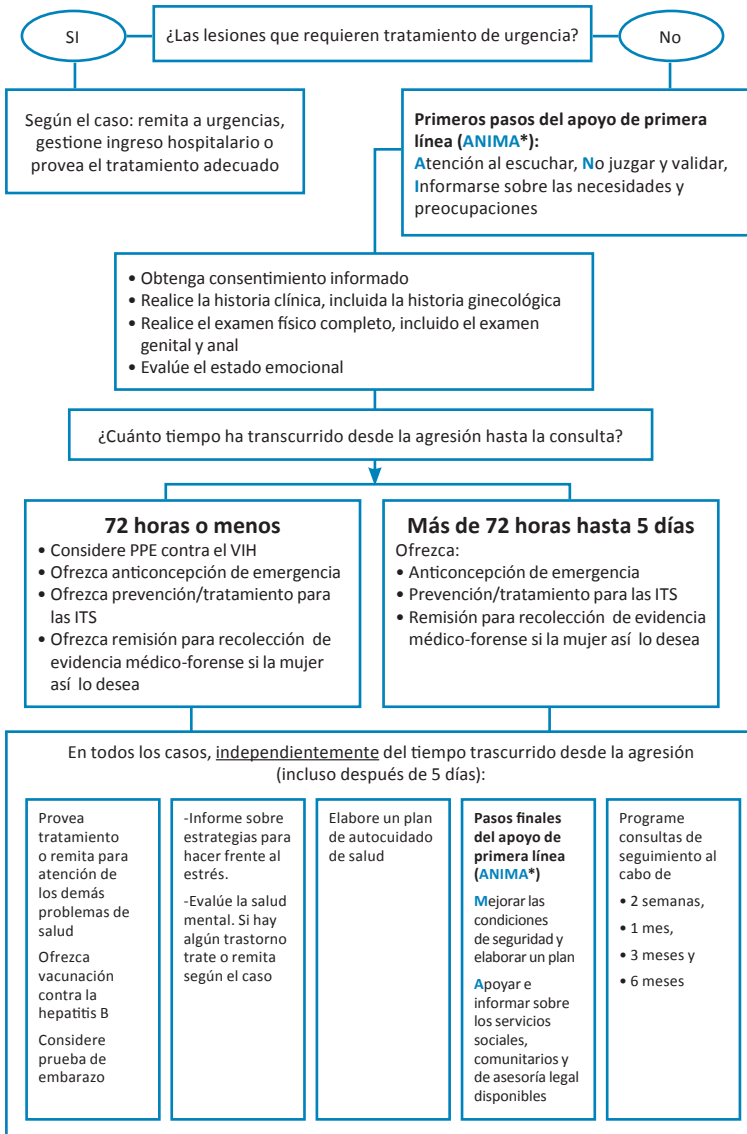 SI
¿Las lesiones que requieren tratamiento de urgencia?
No
Según el caso: remita a urgencias,
gestione ingreso hospitalario o
provea el tratamiento adecuado
Primeros pasos del apoyo de primera
línea (ANIMA*):
Atención al escuchar, No juzgar y validar,
Informarse sobre las necesidades y
preocupaciones
• Obtenga consentimiento informado
• Realice la historia clínica, incluida la historia ginecológica
• Realice el examen físico completo, incluido el examen
genital y anal
• Evalúe el estado emocional
¿Cuánto tiempo ha transcurrido desde la agresión hasta la consulta?
72 horas o menos
• Considere PPE contra el VIH
• Ofrezca anticoncepción de emergencia
• Ofrezca prevención/tratamiento para
las ITS
• Ofrezca remisión para recolección de
evidencia médico-forense si la mujer
así lo desea
Más de 72 horas hasta 5 días
Ofrezca:
• Anticoncepción de emergencia
• Prevención/tratamiento para las ITS
• Remisión para recolección de evidencia
médico-forense si la mujer así lo desea
En todos los casos, independientemente del tiempo trascurrido desde la agresión
(incluso después de 5 días):
Provea
tratamiento
o remita para
atención de
los demás
problemas de
salud
Ofrezca
vacunación
contra la
hepatitis B
Considere
prueba de
embarazo
-Informe sobre
estrategias para
hacer frente al
estrés.
-Evalúe la salud
mental. Si hay
algún trastorno
trate o remita
según el caso
Elabore un plan
de autocuidado
de salud
Pasos finales
del apoyo de
primera línea
(ANIMA*)
Mejorar las
condiciones
de seguridad y
elaborar un plan
Apoyar e
informar sobre
los servicios
sociales,
comunitarios y
de asesoría legal
disponibles
Programe
consultas de
seguimiento al
cabo de
• 2 semanas,
• 1 mes,
• 3 meses y
• 6 meses